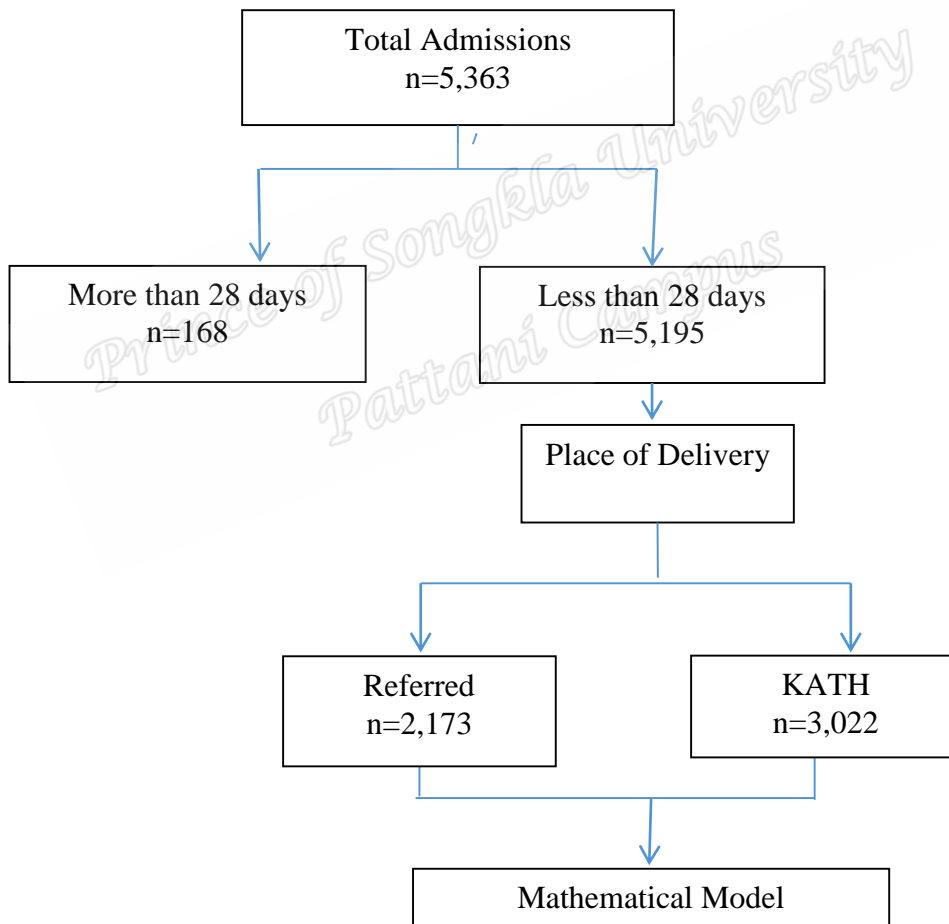 Total Admissions
n=5,363
Prince of Songkla University
Pattani Campus
More than 28 days
n=168
Less than 28 days
n=5,195
Place of Delivery
Referred
n=2,173
KATH
n=3,022
Mathematical Model